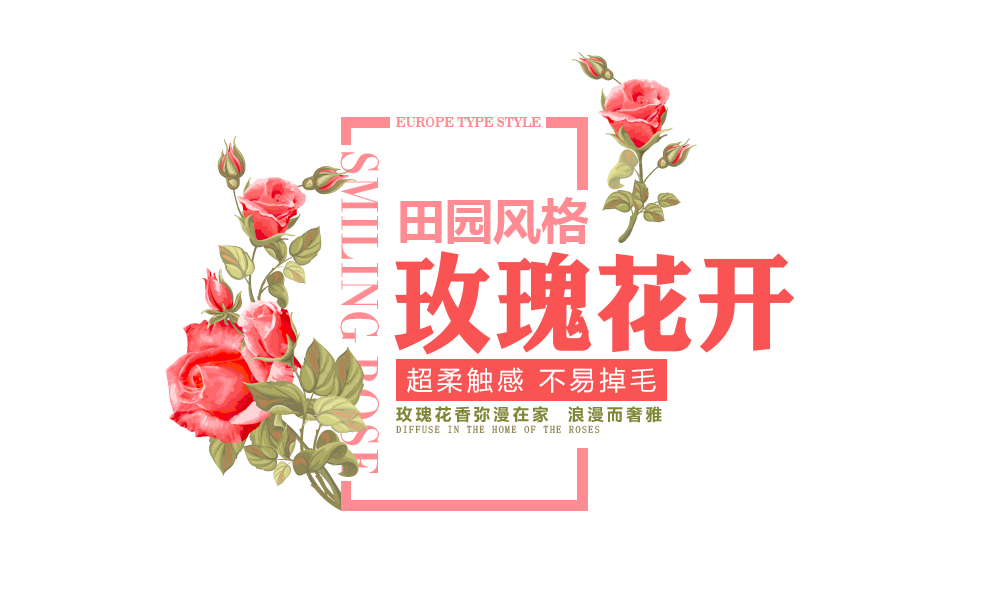 EUROPE TYPE STYLE
SMILING ROSE
田园风格
玫瑰花开
超柔触感 不易掉毛
玫瑰花香弥漫在家 浪漫而奢雅
DIFFUSE IN THE HOME OF THE ROSES